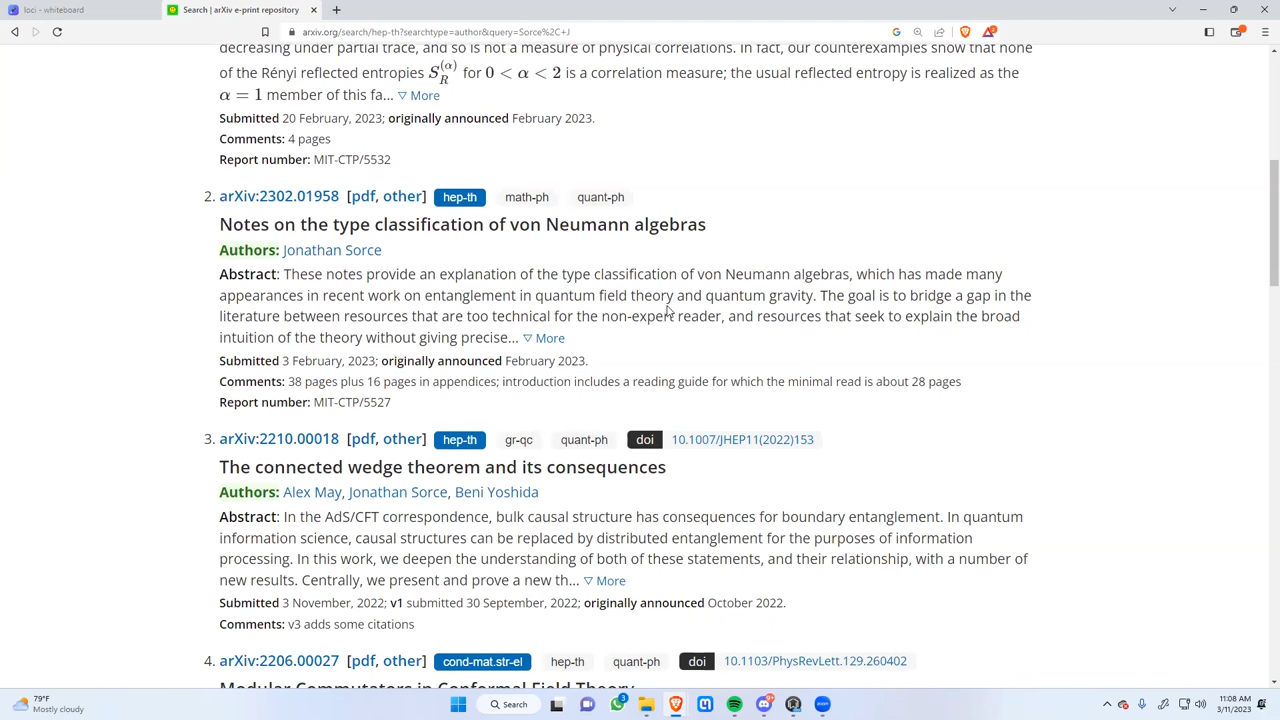 loci - whiteboard
Search | arXiv e-print repository
arxiv.org/search/hep-th?searchtype=author&query=Sorce%2C+J
decreasing under partial trace, and so is not a measure of physical correlations. In fact, our counterexamples show that none
of the Rényi reflected entropies S_R^(α) for 0 < α < 2 is a correlation measure; the usual reflected entropy is realized as the
α = 1 member of this fa... ▽ More
Submitted 20 February, 2023; originally announced February 2023.
Comments: 4 pages
Report number: MIT-CTP/5532
2. arXiv:2302.01958 [pdf, other] hep-th math-ph quant-ph
Notes on the type classification of von Neumann algebras
Authors: Jonathan Sorce
Abstract: These notes provide an explanation of the type classification of von Neumann algebras, which has made many
appearances in recent work on entanglement in quantum field theory and quantum gravity. The goal is to bridge a gap in the
literature between resources that are too technical for the non-expert reader, and resources that seek to explain the broad
intuition of the theory without giving precise... ▽ More
Submitted 3 February, 2023; originally announced February 2023.
Comments: 38 pages plus 16 pages in appendices; introduction includes a reading guide for which the minimal read is about 28 pages
Report number: MIT-CTP/5527
3. arXiv:2210.00018 [pdf, other] hep-th gr-qc quant-ph doi 10.1007/JHEP11(2022)153
The connected wedge theorem and its consequences
Authors: Alex May, Jonathan Sorce, Beni Yoshida
Abstract: In the AdS/CFT correspondence, bulk causal structure has consequences for boundary entanglement. In quantum
information science, causal structures can be replaced by distributed entanglement for the purposes of information
processing. In this work, we deepen the understanding of both of these statements, and their relationship, with a number of
new results. Centrally, we present and prove a new th... ▽ More
Submitted 3 November, 2022; v1 submitted 30 September, 2022; originally announced October 2022.
Comments: v3 adds some citations
4. arXiv:2206.00027 [pdf, other] cond-mat.str-el hep-th quant-ph doi 10.1103/PhysRevLett.129.260402
Modular Commutators in Conformal Field Theory
79°F
Mostly cloudy
Search
11:08 AM
3/11/2023